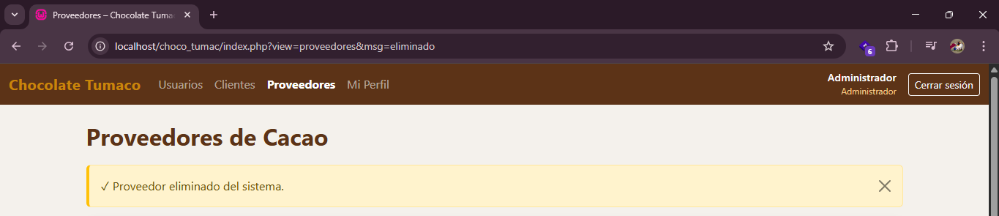 Proveedores – Chocolate Tuma
localhost/choco_tumac/index.php?view=proveedores&msg=eliminado
6
Chocolate Tumaco Usuarios Clientes Proveedores Mi Perfil
Administrador
Administrador
Cerrar sesión
Proveedores de Cacao
✓ Proveedor eliminado del sistema.